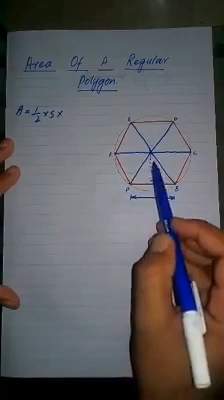 Area Of A Regular
Polygon
A = 1/2 x S x
E D
F C
A B